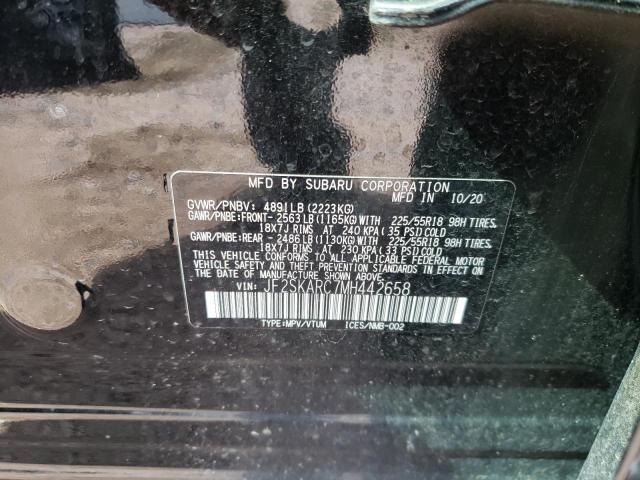 MFD BY SUBARU CORPORATION
MFD IN 10/20
GVWR/PNBV: 4891LB (2223KG)
GAWR/PNBE:FRONT-2563LB(1165KG)WITH 225/55R18 98H TIRES,
18X7J RIMS AT 240 KPA(35 PSI)COLD
GAWR/PNBE:REAR -2486LB(1130KG)WITH 225/55R18 98H TIRES,
18X7J RIMS AT 230 KPA(33 PSI)COLD
THIS VEHICLE CONFORMS TO ALL APPLICABLE FEDERAL MOTOR
VEHICLE SAFETY AND THEFT PREVENTION STANDARDS IN
EFFECT ON THE DATE OF MANUFACTURE SHOWN ABOVE.
VIN: JF2SKARC7MH442658
TYPE:MPV/VTUM ICES/NMB-002